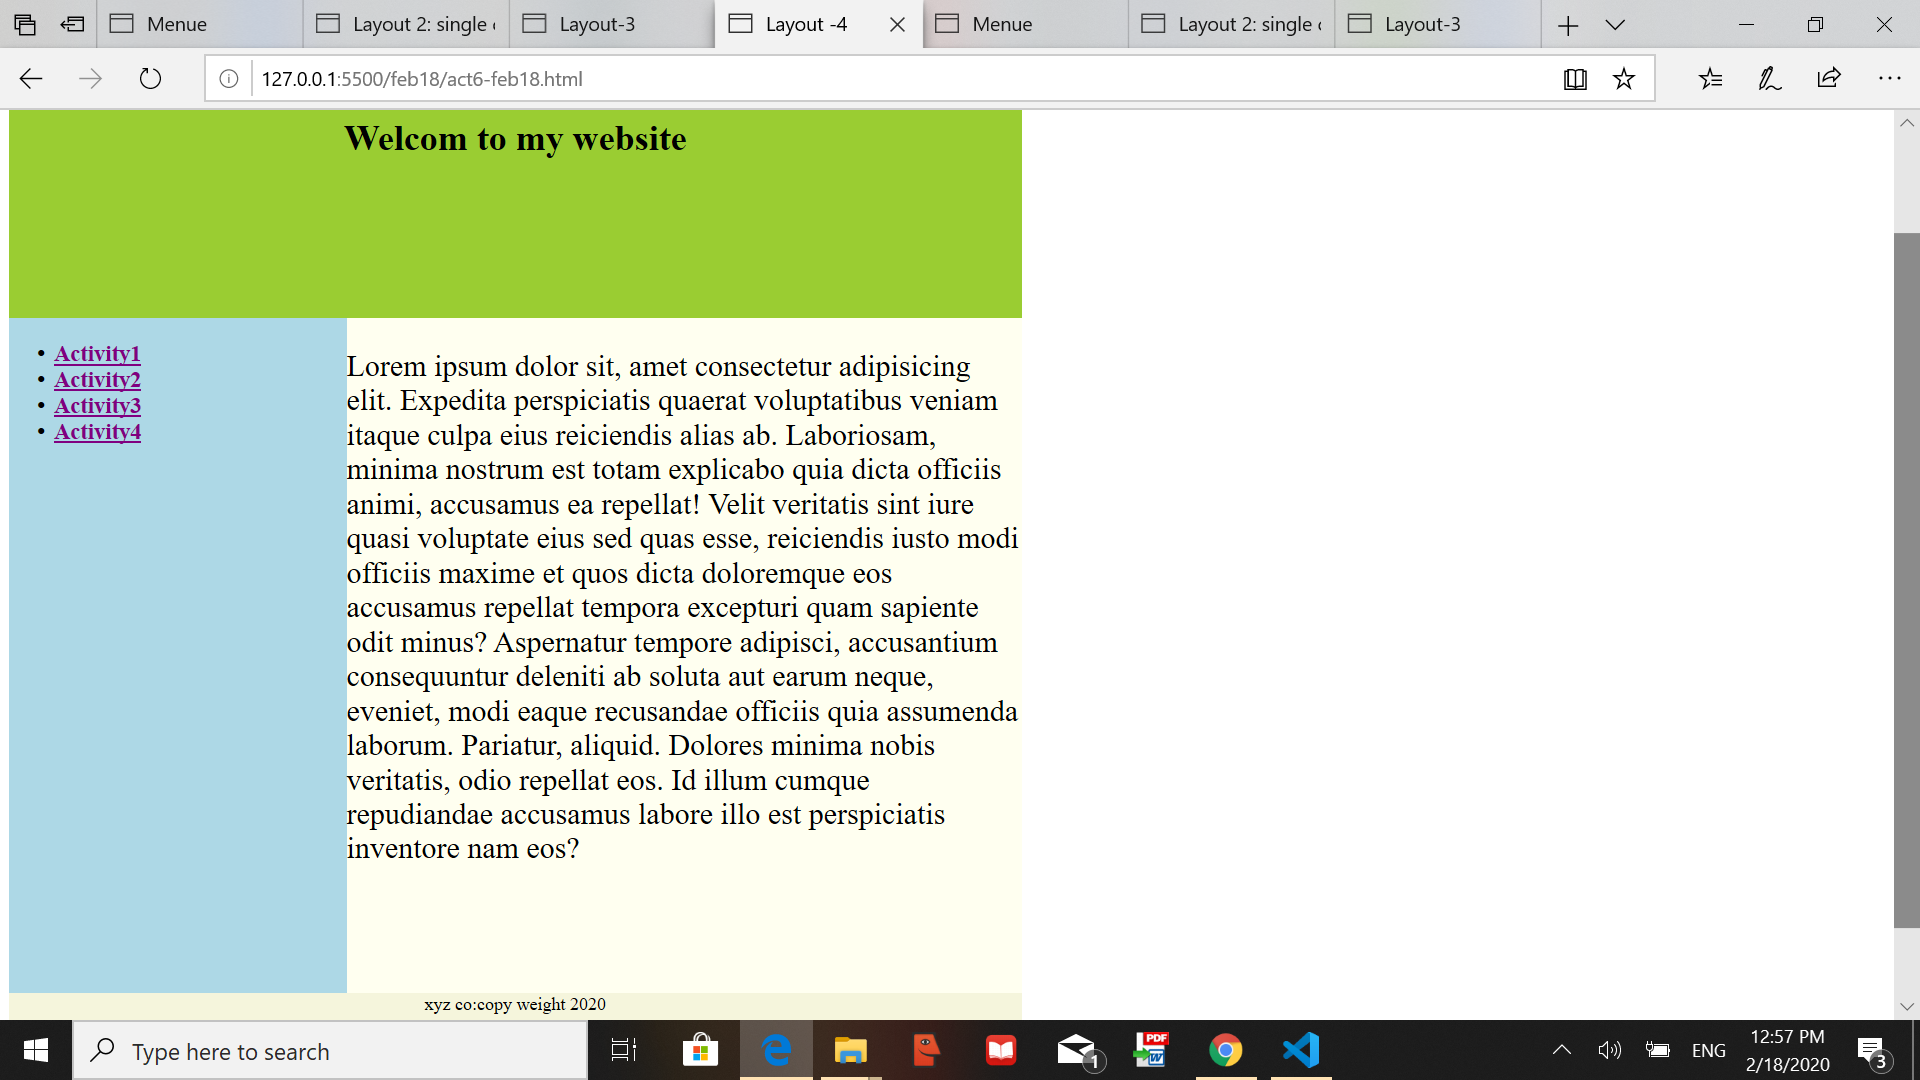 Menue
Layout 2: single
Layout-3
Layout -4
Menue
Layout 2: single
Layout-3
127.0.0.1:5500/feb18/act6-feb18.html
Welcom to my website
Activity1
Activity2
Activity3
Activity4
Lorem ipsum dolor sit, amet consectetur adipisicing
elit. Expedita perspiciatis quaerat voluptatibus veniam
itaque culpa eius reiciendis alias ab. Laboriosam,
minima nostrum est totam explicabo quia dicta officiis
animi, accusamus ea repellat! Velit veritatis sint iure
quasi voluptate eius sed quas esse, reiciendis iusto modi
officiis maxime et quos dicta doloremque eos
accusamus repellat tempora excepturi quam sapiente
odit minus? Aspernatur tempore adipisci, accusantium
consequuntur deleniti ab soluta aut earum neque,
eveniet, modi eaque recusandae officiis quia assumenda
laborum. Pariatur, aliquid. Dolores minima nobis
veritatis, odio repellat eos. Id illum cumque
repudiandae accusamus labore illo est perspiciatis
inventore nam eos?
xyz co:copy weight 2020
Type here to search
1
PDF
W
ENG
12:57 PM
2/18/2020
3